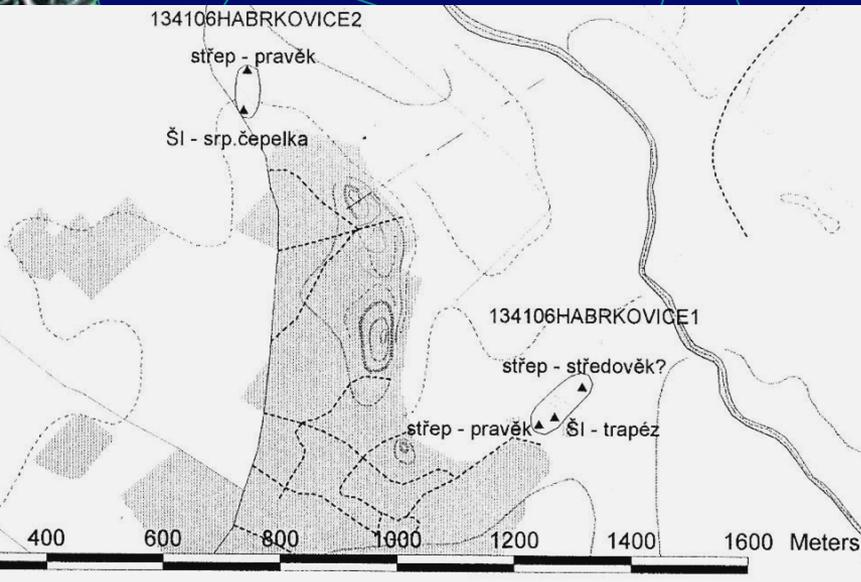 134106HABRKOVICE2
střep - pravěk
ŠI - srp.čepelka
134106HABRKOVICE1
střep - středověk?
střep - pravěk
ŠI - trapéz
400 600 800 1000 1200 1400 1600 Meters